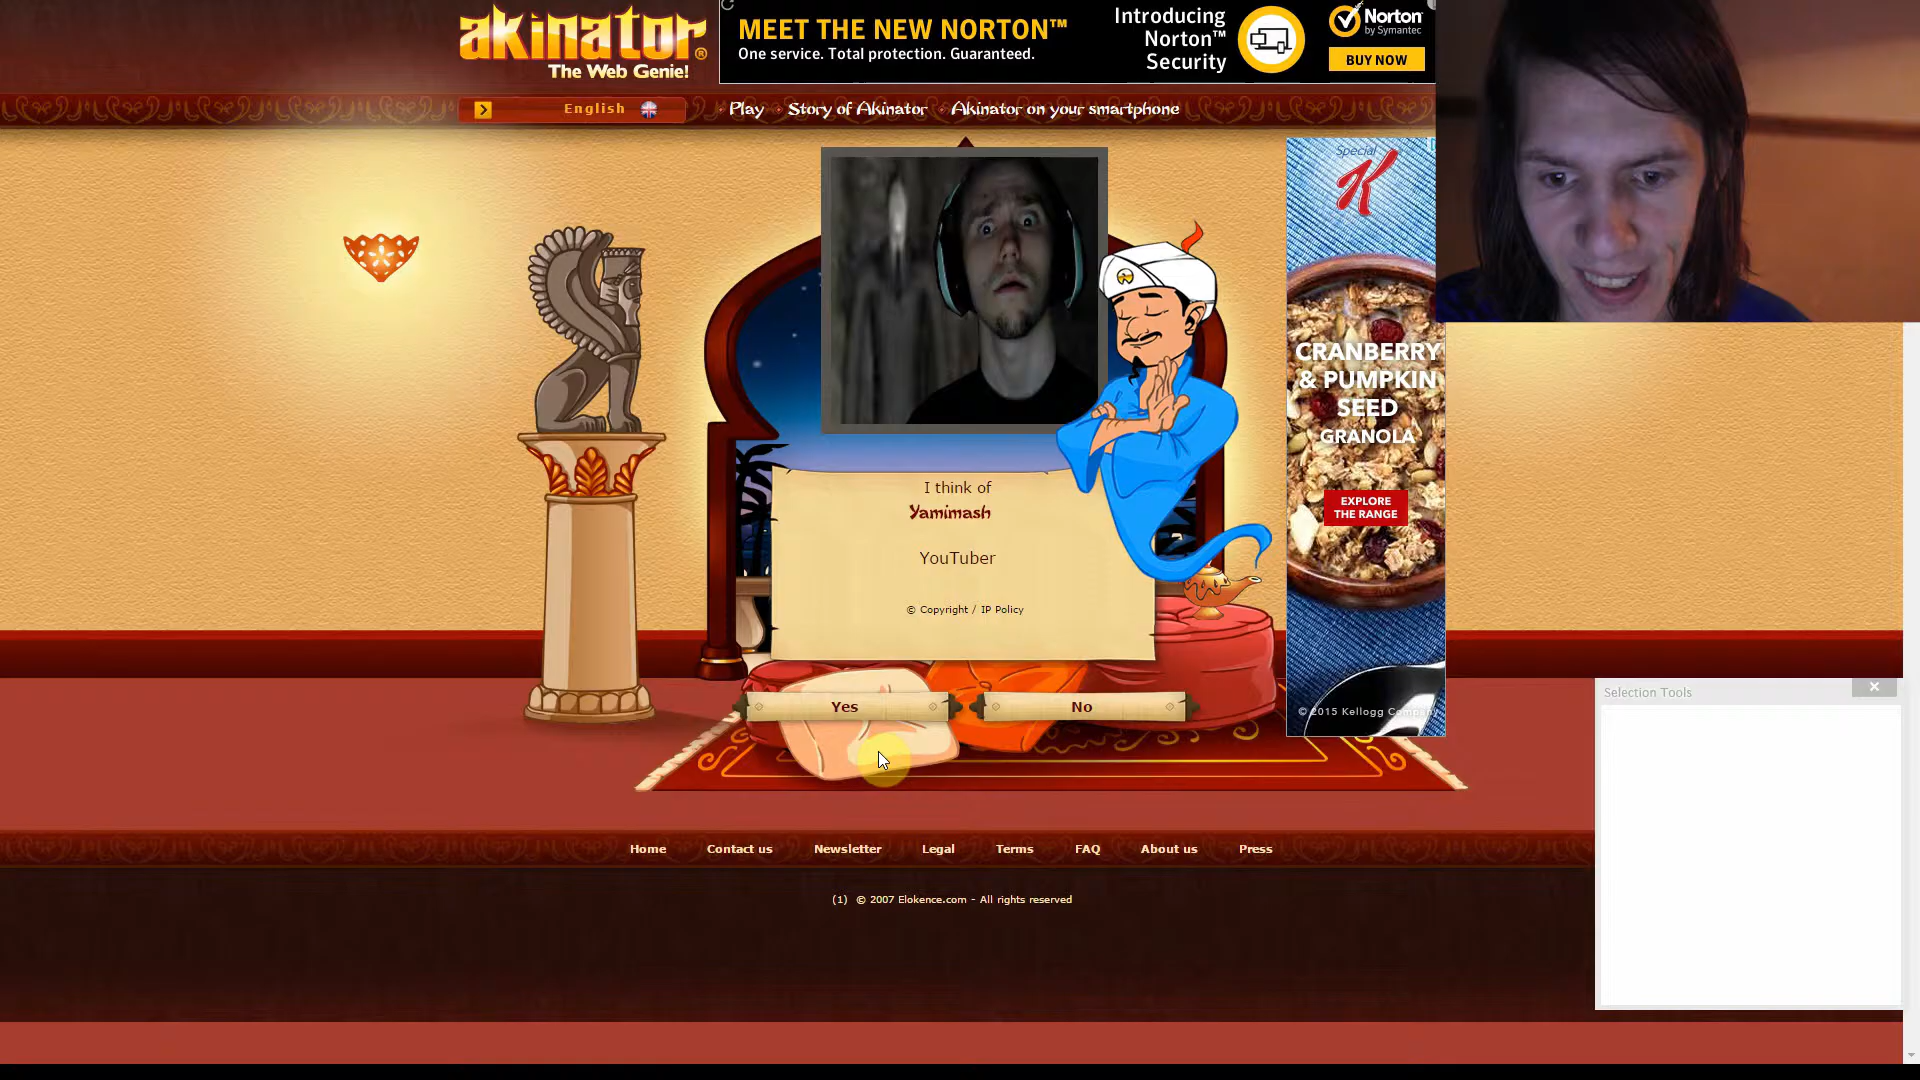 akinator®
The Web Genie!
MEET THE NEW NORTON™
One service. Total protection. Guaranteed.
Introducing
Norton™
Security
Norton™
by Symantec
BUY NOW
English
Play
Story of Akinator
Akinator on your smartphone
Special
K
CRANBERRY
& PUMPKIN
SEED
GRANOLA
EXPLORE
THE RANGE
© 2015 Kellogg Company
I think of
Yamimash
YouTuber
© Copyright / IP Policy
Yes
No
Selection Tools
Home
Contact us
Newsletter
Legal
Terms
FAQ
About us
Press
(1) © 2007 Elokence.com - All rights reserved